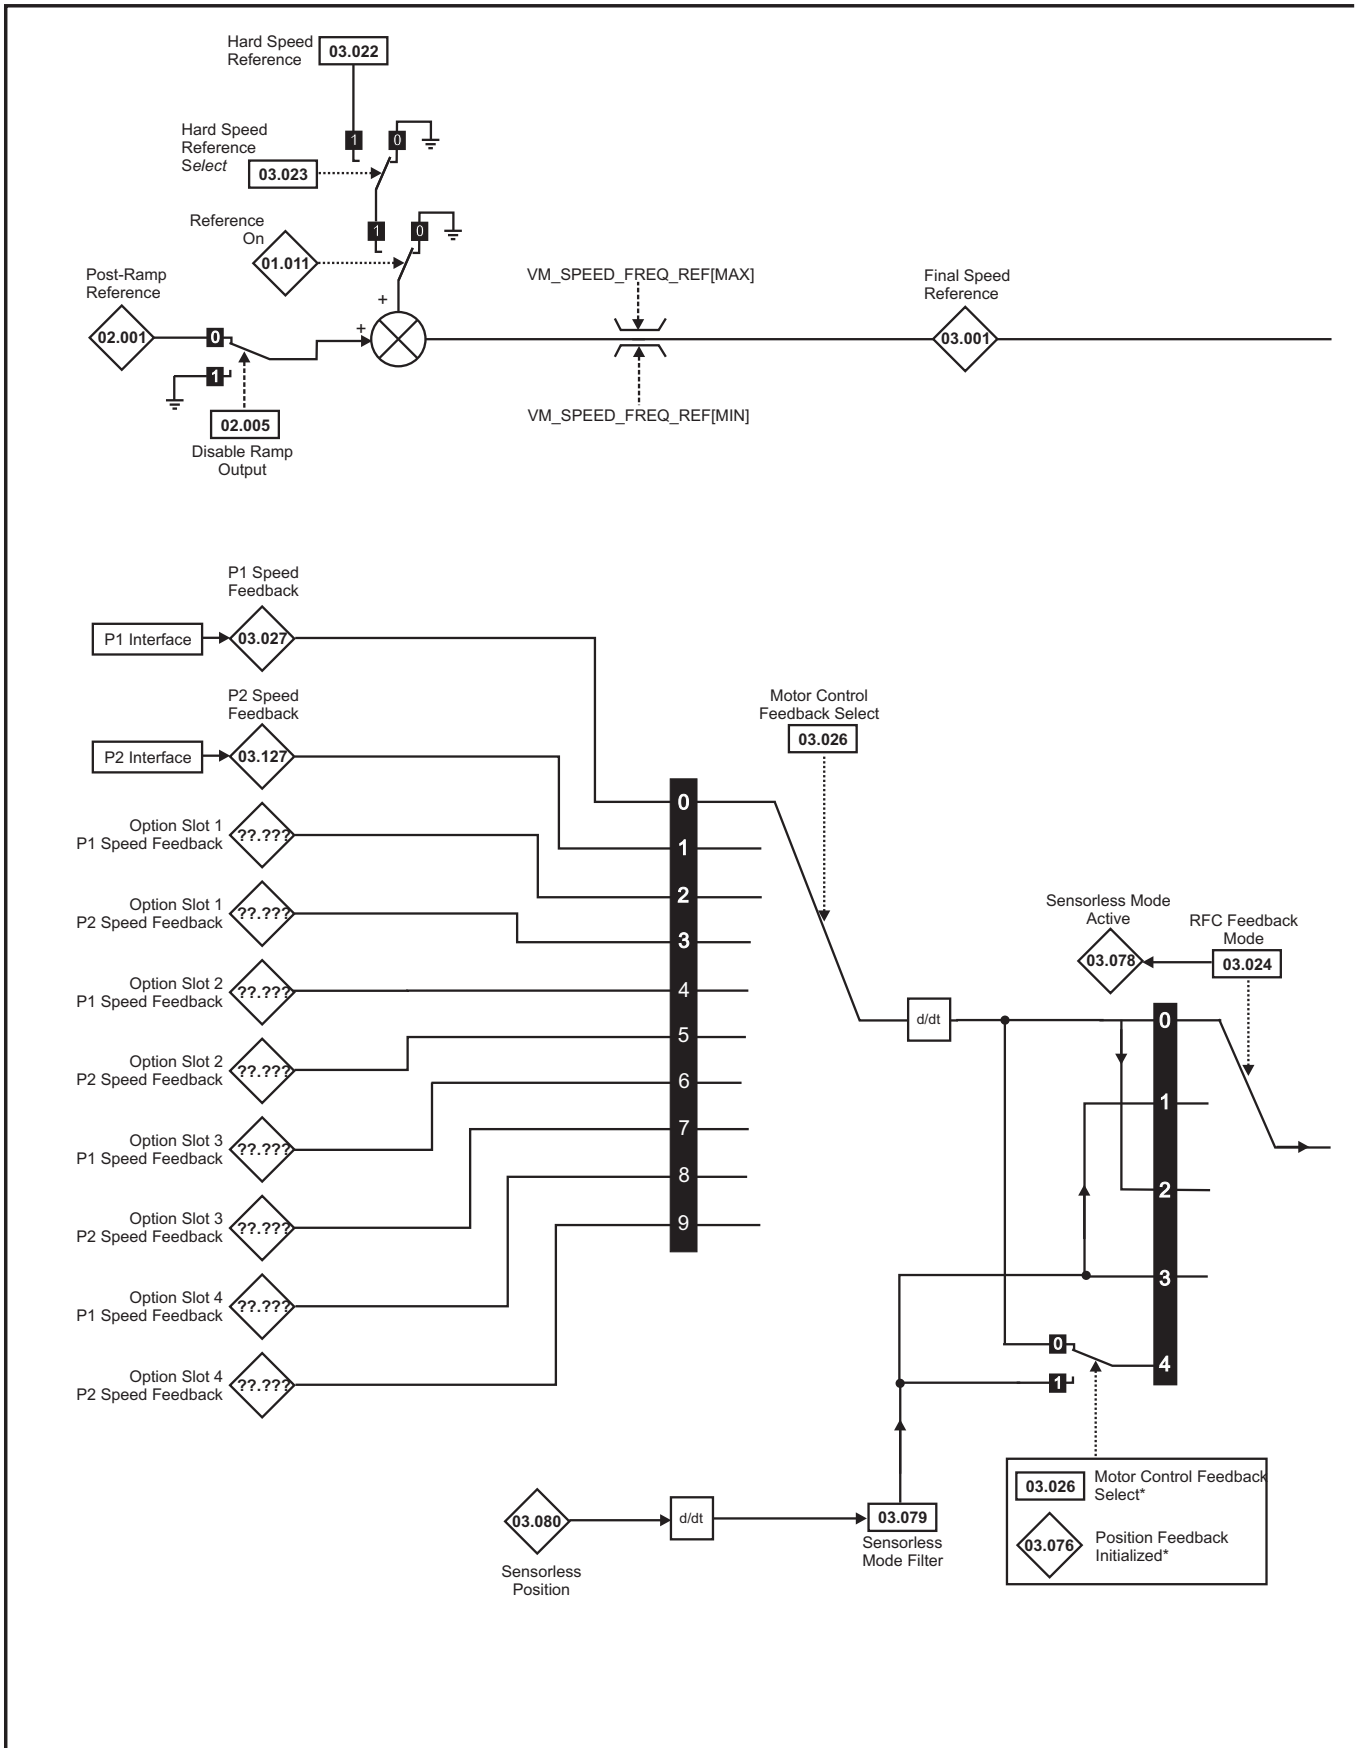 Hard Speed
Reference
03.022
1
0
Hard Speed
Reference
Select
03.023
Reference
On
01.011
1
0
+
Post-Ramp
Reference
02.001
0
1
+
02.005
Disable Ramp
Output
VM_SPEED_FREQ_REF[MAX]
VM_SPEED_FREQ_REF[MIN]
Final Speed
Reference
03.001
P1 Speed
Feedback
P1 Interface
03.027
P2 Speed
Feedback
P2 Interface
03.127
Option Slot 1
P1 Speed Feedback
??.???
Option Slot 1
P2 Speed Feedback
??.???
Option Slot 2
P1 Speed Feedback
??.???
Option Slot 2
P2 Speed Feedback
??.???
Option Slot 3
P1 Speed Feedback
??.???
Option Slot 3
P2 Speed Feedback
??.???
Option Slot 4
P1 Speed Feedback
??.???
Option Slot 4
P2 Speed Feedback
??.???
0
1
2
3
4
5
6
7
8
9
Motor Control
Feedback Select
03.026
d/dt
Sensorless Mode
Active
03.078
RFC Feedback
Mode
03.024
0
1
2
3
4
0
1
03.026
Motor Control Feedback
Select*
03.076
Position Feedback
Initialized*
03.080
Sensorless
Position
d/dt
03.079
Sensorless
Mode Filter